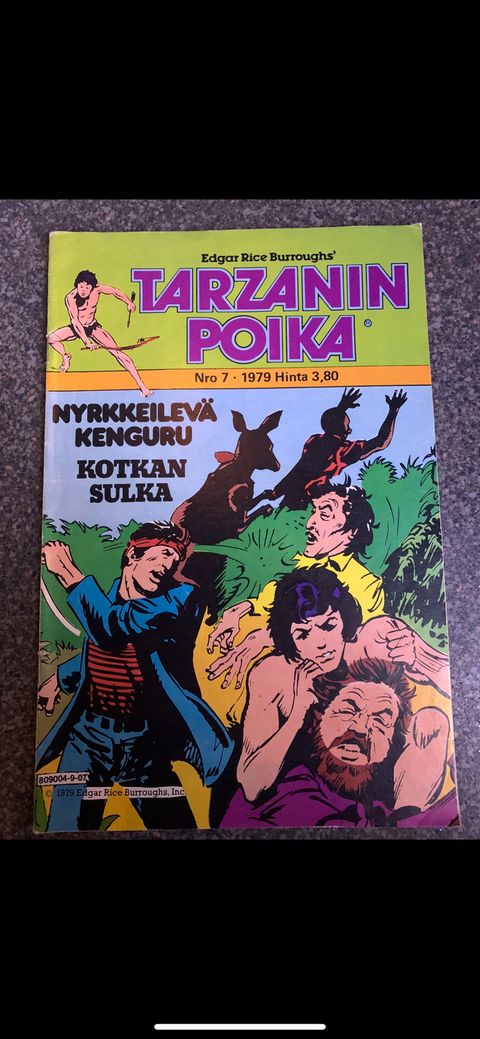 Edgar Rice Burroughs'
TARZANIN
POIKA®
Nro 7 · 1979 Hinta 3,80
NYRKKEILEVÄ
KENGURU
KOTKAN
SULKA
809004-9-07
© 1979 Edgar Rice Burroughs, Inc.